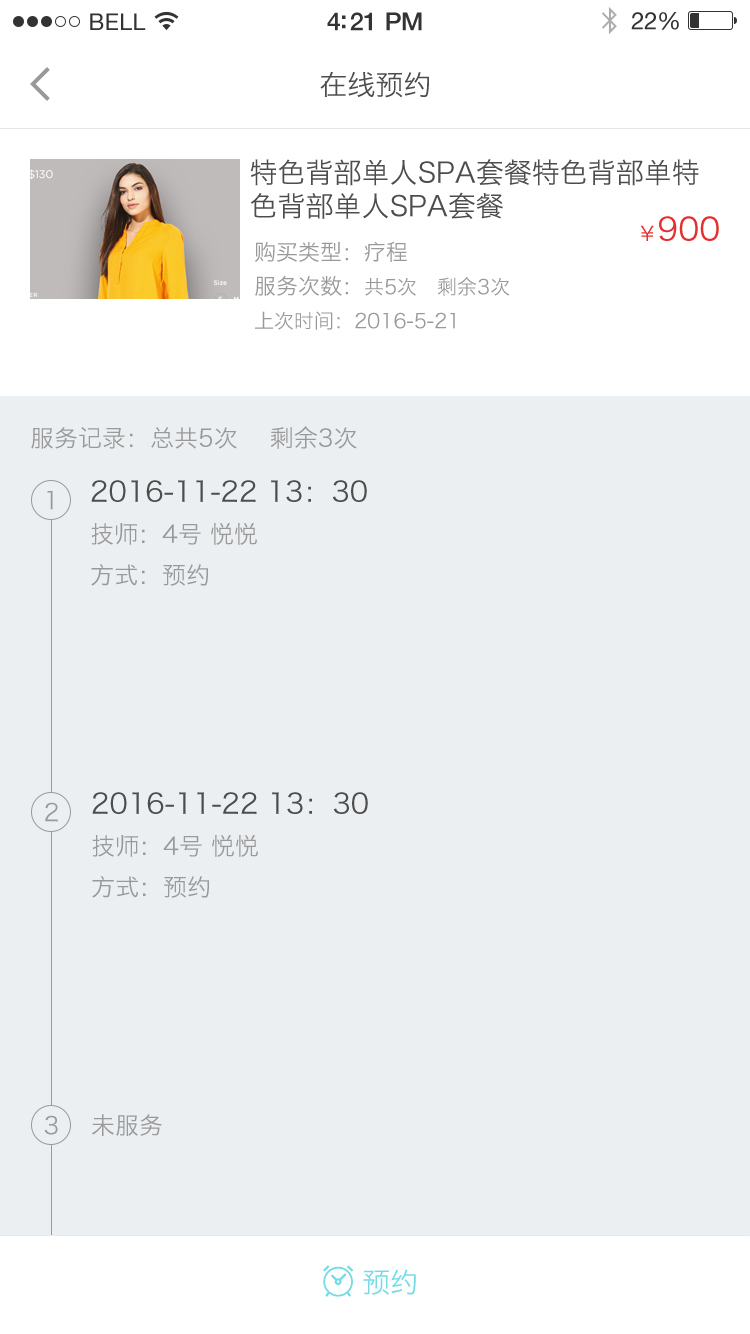 BELL 4:21 PM 22%
在线预约
$130
特色背部单人SPA套餐特色背部单特
色背部单人SPA套餐
¥900
购买类型：疗程
服务次数：共5次 剩余3次
Size
ER
上次时间：2016-5-21
服务记录：总共5次 剩余3次
1
2016-11-22 13：30
技师：4号 悦悦
方式：预约
2
2016-11-22 13：30
技师：4号 悦悦
方式：预约
3
未服务
预约